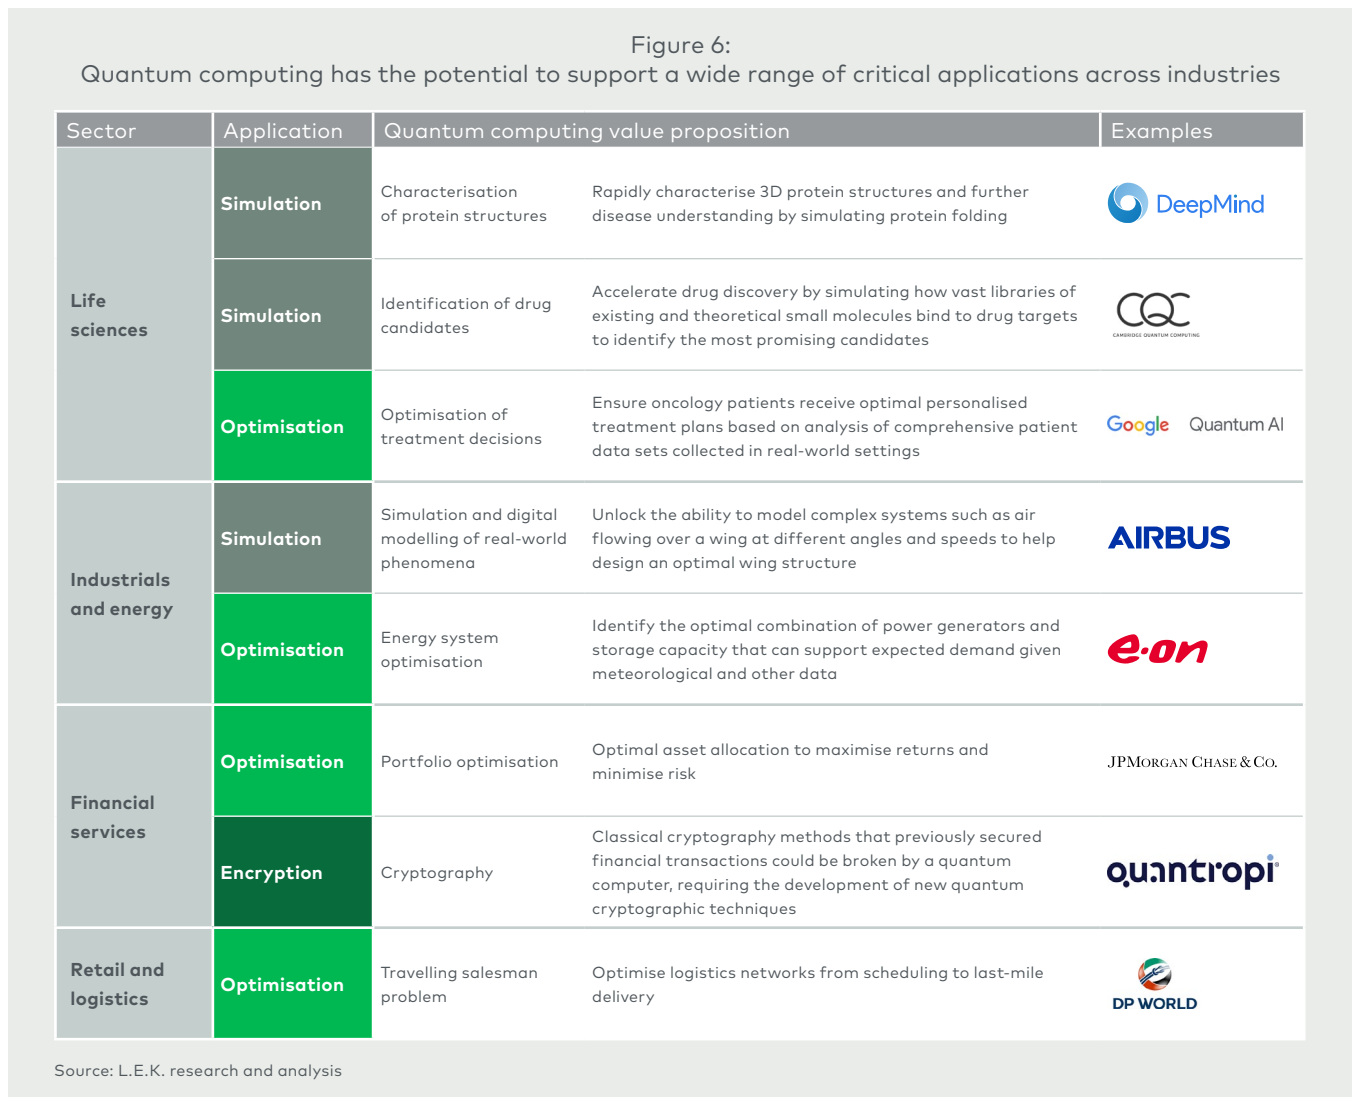 Figure 6:
Quantum computing has the potential to support a wide range of critical applications across industries
Sector
Application
Quantum computing value proposition
Examples
Life
sciences
Simulation
Characterisation
of protein structures
Rapidly characterise 3D protein structures and further
disease understanding by simulating protein folding
DeepMind
Simulation
Identification of drug
candidates
Accelerate drug discovery by simulating how vast libraries of
existing and theoretical small molecules bind to drug targets
to identify the most promising candidates
CQC
CAMBRIDGE QUANTUM COMPUTING
Optimisation
Optimisation of
treatment decisions
Ensure oncology patients receive optimal personalised
treatment plans based on analysis of comprehensive patient
data sets collected in real-world settings
Google Quantum AI
Industrials
and energy
Simulation
Simulation and digital
modelling of real-world
phenomena
Unlock the ability to model complex systems such as air
flowing over a wing at different angles and speeds to help
design an optimal wing structure
AIRBUS
Optimisation
Energy system
optimisation
Identify the optimal combination of power generators and
storage capacity that can support expected demand given
meteorological and other data
e·on
Financial
services
Optimisation
Portfolio optimisation
Optimal asset allocation to maximise returns and
minimise risk
JPMORGAN CHASE & CO.
Encryption
Cryptography
Classical cryptography methods that previously secured
financial transactions could be broken by a quantum
computer, requiring the development of new quantum
cryptographic techniques
quantropi®
Retail and
logistics
Optimisation
Travelling salesman
problem
Optimise logistics networks from scheduling to last-mile
delivery
DP WORLD
Source: L.E.K. research and analysis